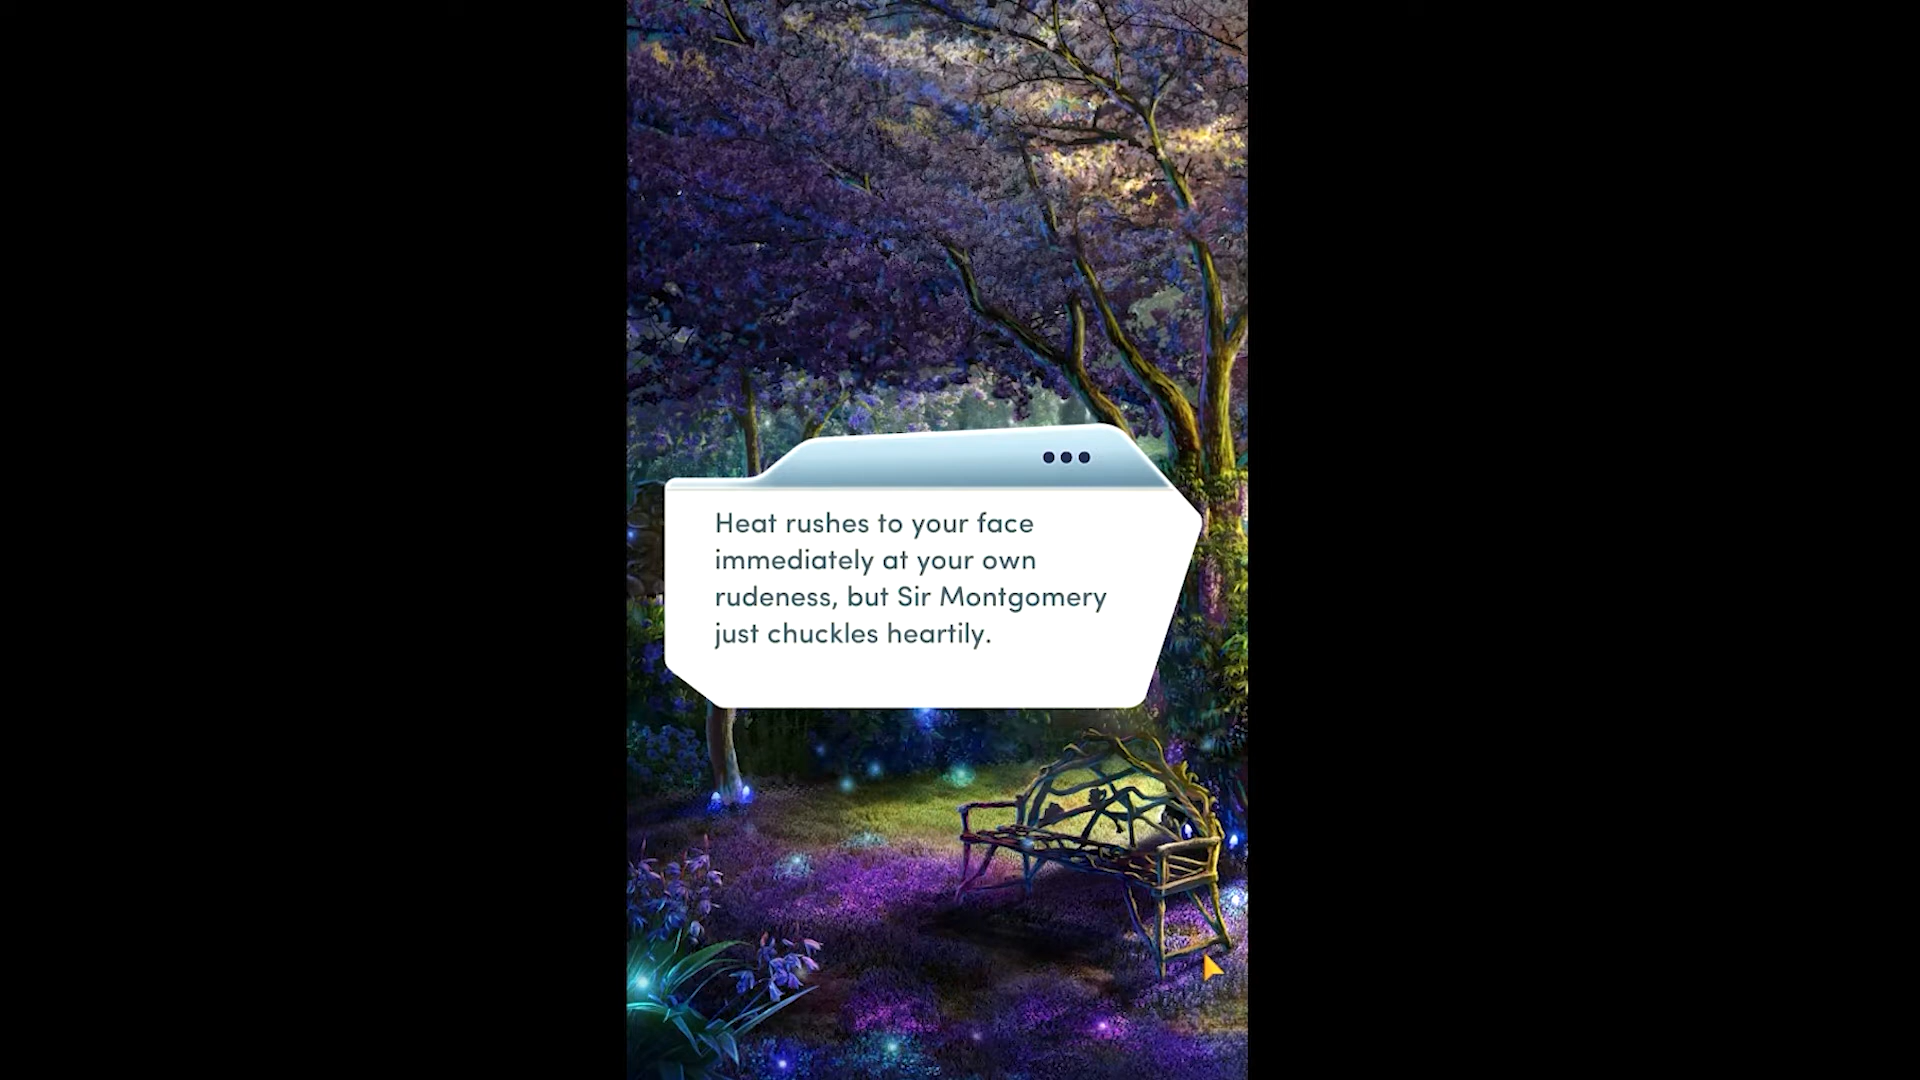 Heat rushes to your face
immediately at your own
rudeness, but Sir Montgomery
just chuckles heartily.